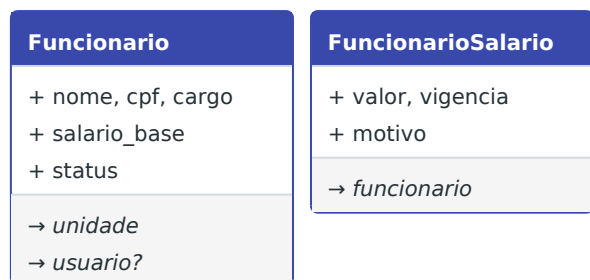 Funcionario
+ nome, cpf, cargo
+ salario_base
+ status
→ unidade
→ usuario?
FuncionarioSalario
+ valor, vigencia
+ motivo
→ funcionario